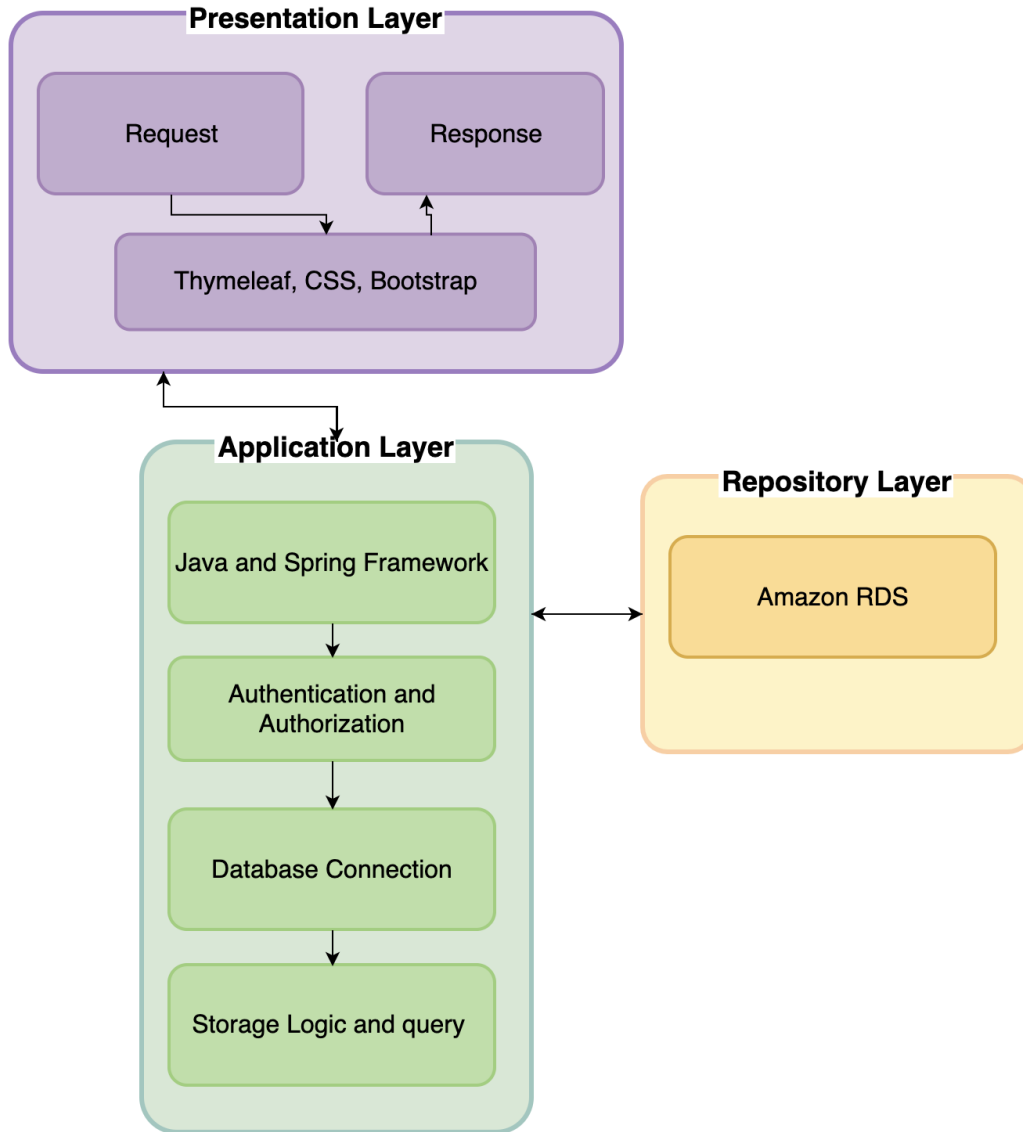 Presentation Layer
Request
Response
Thymeleaf, CSS, Bootstrap
Application Layer
Java and Spring Framework
Authentication and
Authorization
Database Connection
Storage Logic and query
Repository Layer
Amazon RDS